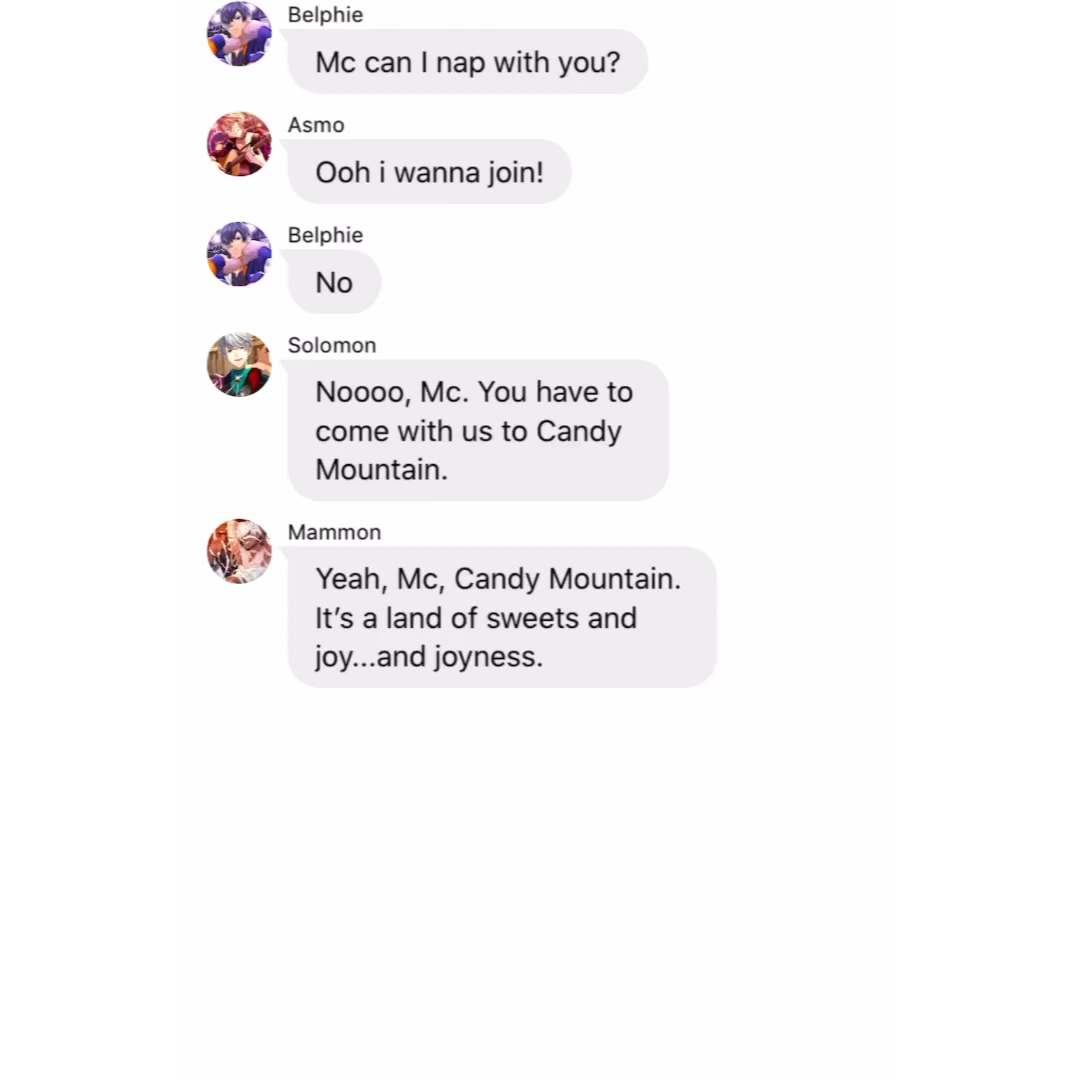 Belphie
Mc can I nap with you?
Asmo
Ooh i wanna join!
Belphie
No
Solomon
Noooo, Mc. You have to
come with us to Candy
Mountain.
Mammon
Yeah, Mc, Candy Mountain.
It’s a land of sweets and
joy...and joyness.